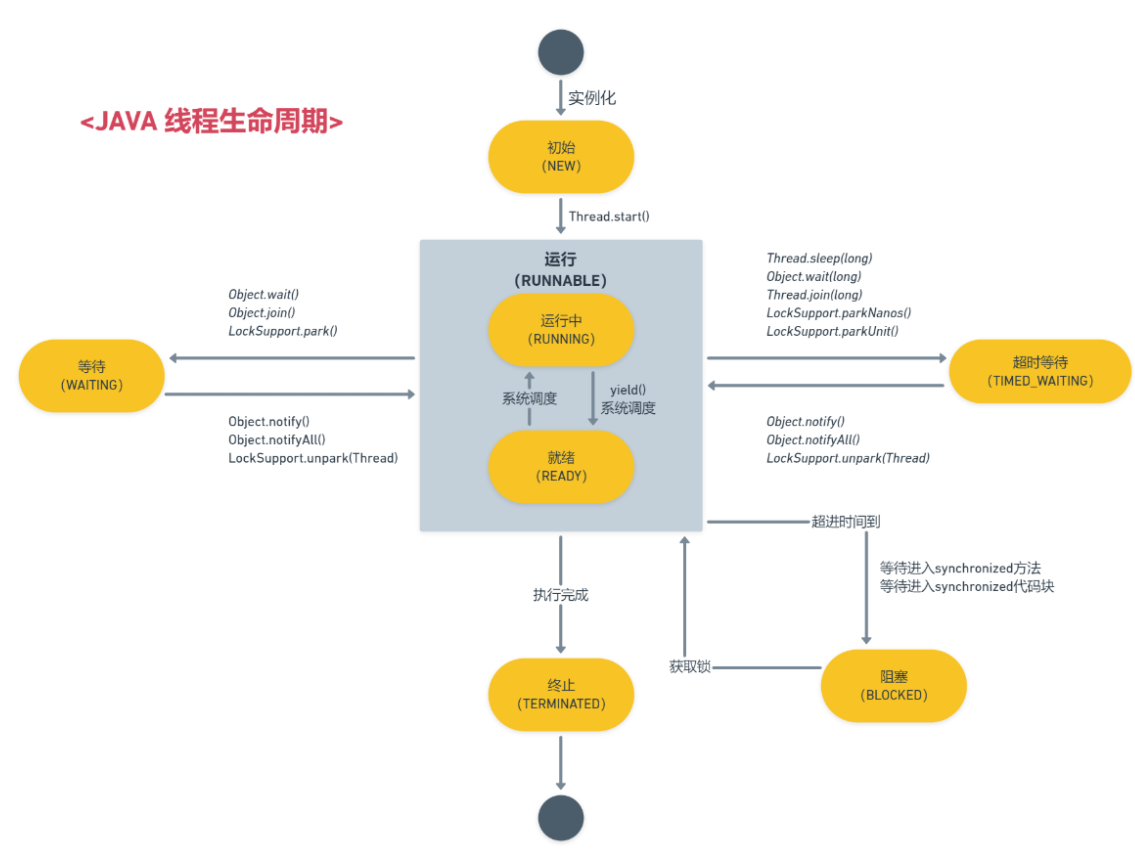 实例化
<JAVA 线程生命周期>
初始
(NEW)
Thread.start()
运行
(RUNNABLE)
Object.wait()
Object.join()
LockSupport.park()
Thread.sleep(long)
Object.wait(long)
Thread.join(long)
LockSupport.parkNanos()
LockSupport.parkUnit()
运行中
(RUNNING)
等待
(WAITING)
超时等待
(TIMED_WAITING)
系统调度
yield()
系统调度
Object.notify()
Object.notifyAll()
LockSupport.unpark(Thread)
Object.notify()
Object.notifyAll()
LockSupport.unpark(Thread)
就绪
(READY)
超进时间到
等待进入synchronized方法
等待进入synchronized代码块
执行完成
获取锁
阻塞
(BLOCKED)
终止
(TERMINATED)